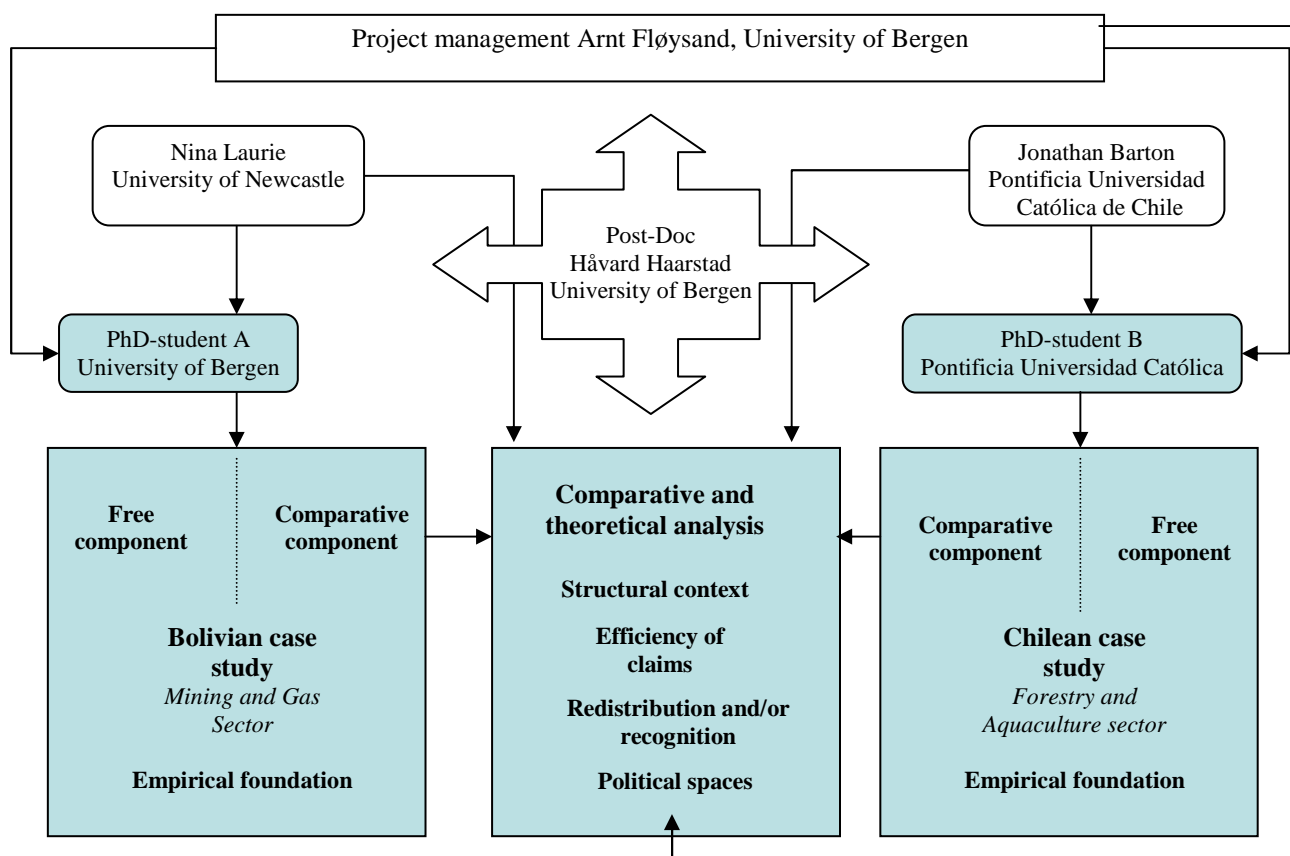 Project management Arnt Fløysand, University of Bergen
Nina Laurie
University of Newcastle
Post-Doc
Håvard Haarstad
University of Bergen
Jonathan Barton
Pontificia Universidad
Católica de Chile
PhD-student A
University of Bergen
PhD-student B
Pontificia Universidad Católica
Free
component
Comparative
component
Bolivian case
study
Mining and Gas
Sector
Empirical foundation
Comparative and
theoretical analysis
Structural context
Efficiency of
claims
Redistribution and/or
recognition
Political spaces
Comparative
component
Free
component
Chilean case
study
Forestry and
Aquaculture sector
Empirical foundation